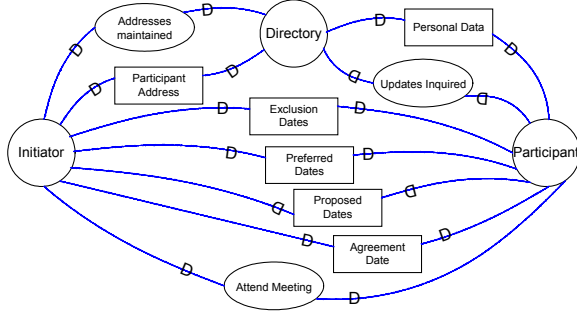 Addresses
maintained
D
D
Directory
D
Personal Data
D
D
Participant
Address
D
D
Updates Inquired
D
D
Exclusion
Dates
D
D
Initiator
Participant
D
Preferred
Dates
D
D
Proposed
Dates
D
D
Agreement
Date
D
D
Attend Meeting
D